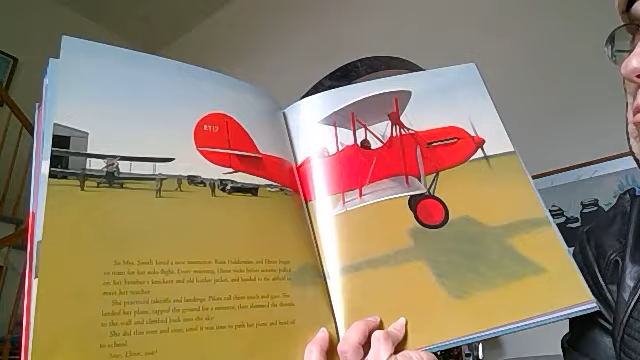 8Y17
So Mrs. Smith hired a new instructor, Russ Holderman, and Elinor began
to train for her solo flight. Every morning, Elinor woke before sunrise, pulled
on her brother's knickers and old leather jacket, and headed to the airfield to
meet her teacher.
She practiced takeoffs and landings. Pilots call them touch and goes. She
landed her plane, tapped the ground for a moment, then slammed the throttle
to the wall and climbed back into the sky.
She did this over and over, until it was time to park her plane and head off
to school.